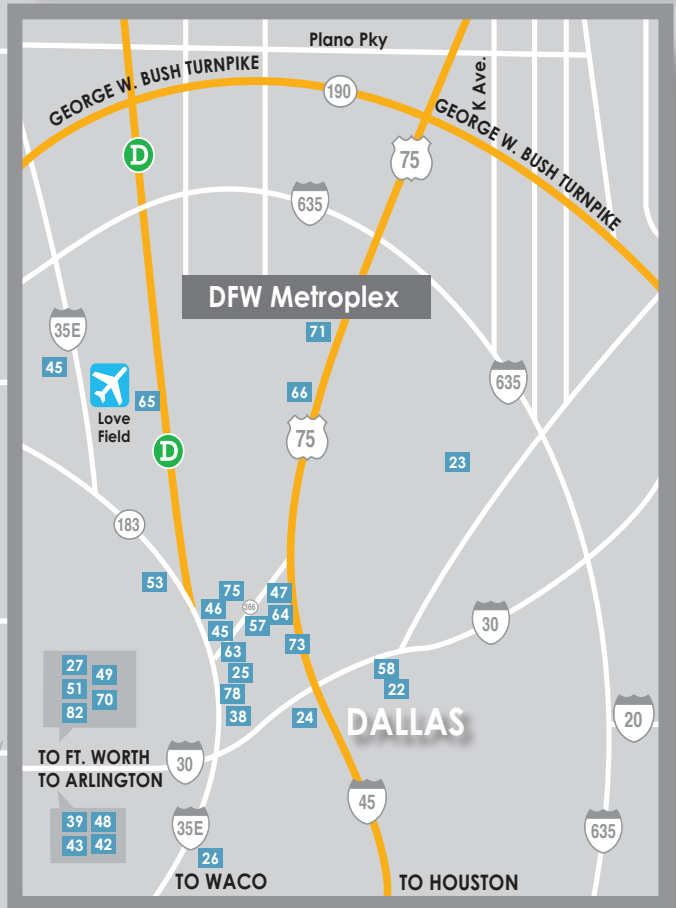 Plano Pky
GEORGE W. BUSH TURNPIKE
190
K Ave.
GEORGE W. BUSH TURNPIKE
D
75
635
DFW Metroplex
35E
71
45
65
66
635
Love
Field
D
75
23
183
53
75
47
46
366
64
45
57
73
63
30
25
58
78
22
38
24
DALLAS
20
27
49
51
70
82
TO FT. WORTH
TO ARLINGTON
30
45
39
48
43
42
35E
635
26
TO WACO
TO HOUSTON